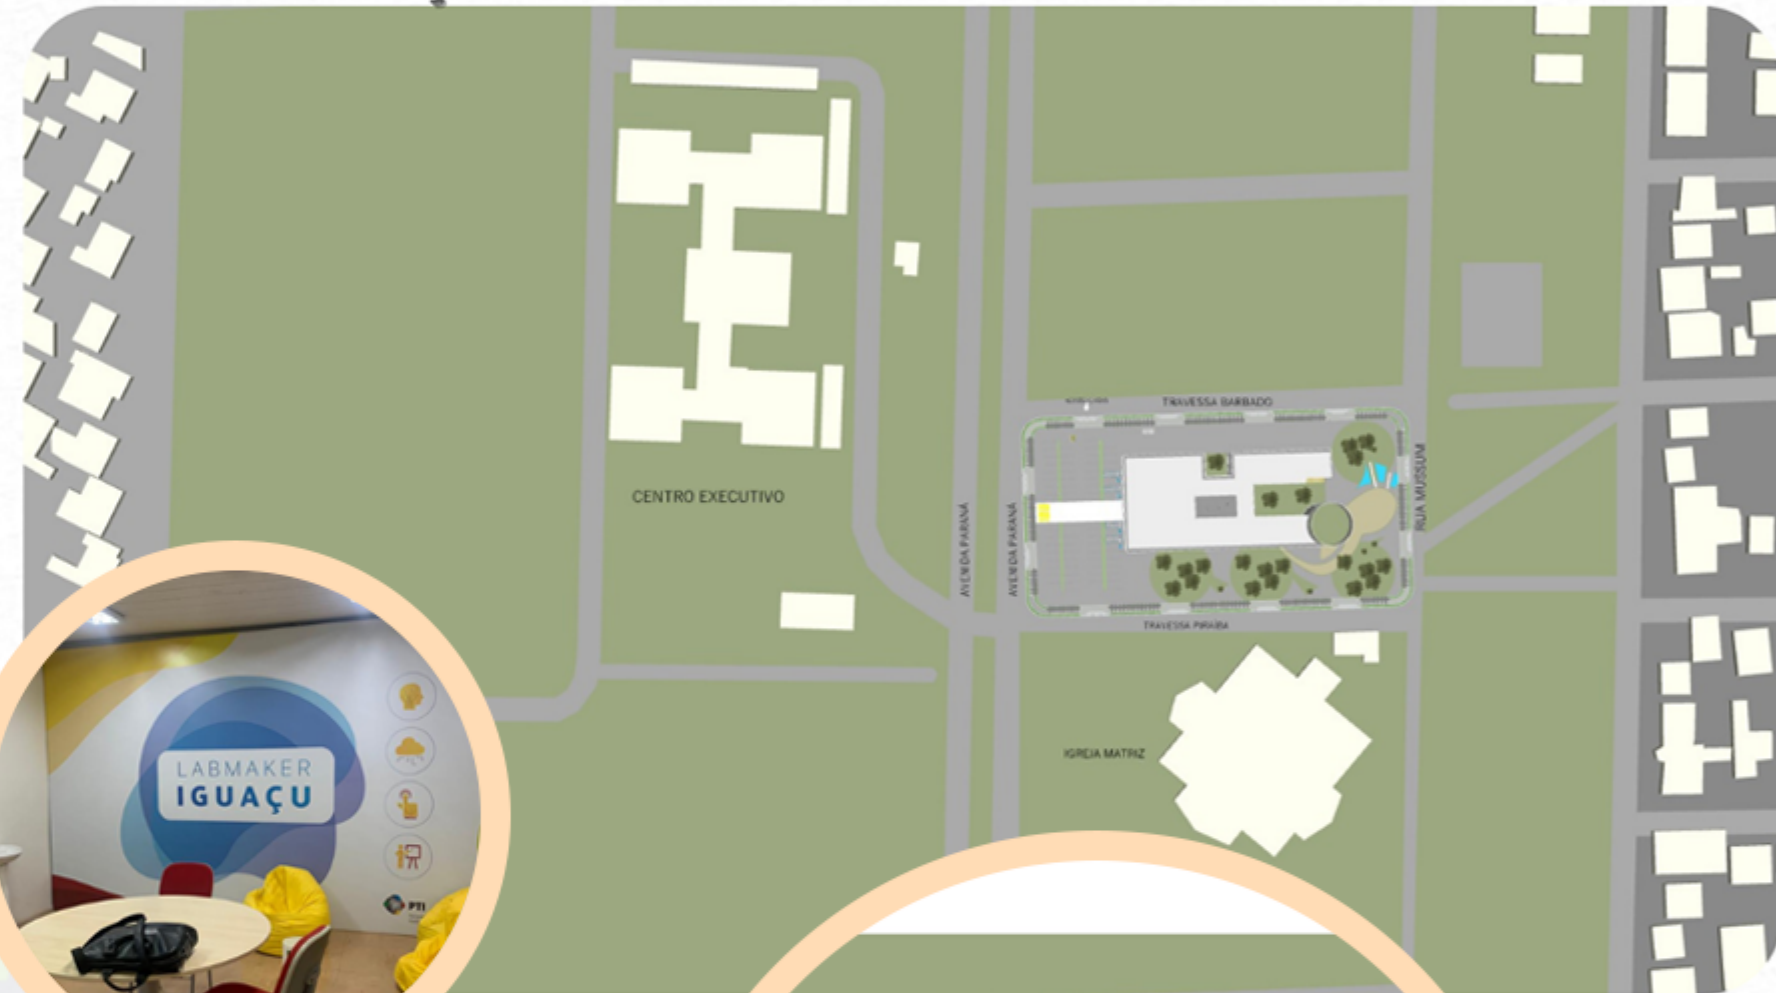 TRAVESSA BARBADO
RUA MUSSUM
CENTRO EXECUTIVO
AVENIDA PARANÁ
AVENIDA PARANÁ
TRAVESSA PIRAÍBA
IGREJA MATRIZ
LABMAKER
IGUAÇU
PTI